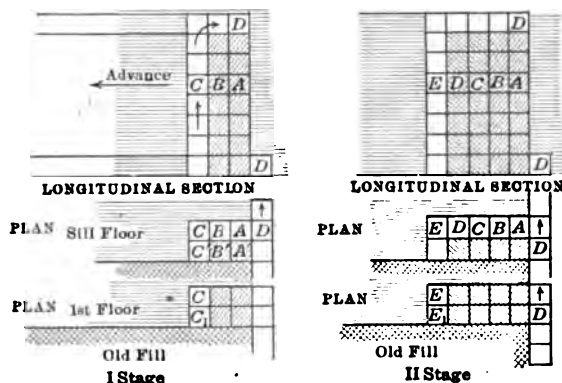 D
Advance
C B A
D
LONGITUDINAL SECTION
PLAN Sill Floor
C B A D
C' B' A'
PLAN 1st Floor
C
C1
Old Fill
I Stage
D
E D C B A
D
LONGITUDINAL SECTION
PLAN
E D C B A
D
PLAN
E
E1 D
Old Fill
II Stage